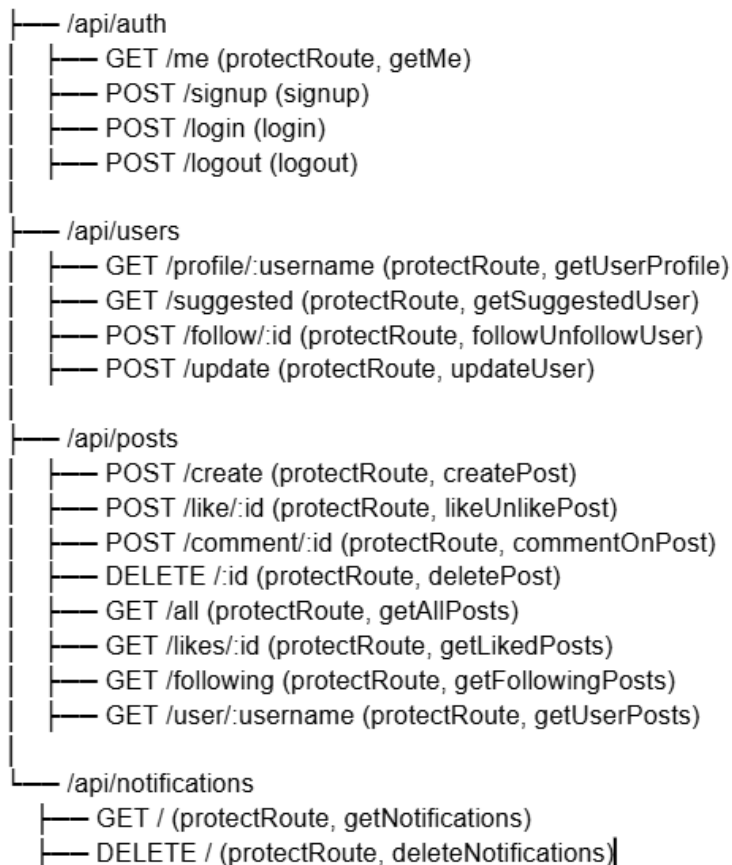 ├── /api/auth
│   ├── GET /me (protectRoute, getMe)
│   ├── POST /signup (signup)
│   ├── POST /login (login)
│   ├── POST /logout (logout)
│
├── /api/users
│   ├── GET /profile/:username (protectRoute, getUserProfile)
│   ├── GET /suggested (protectRoute, getSuggestedUser)
│   ├── POST /follow/:id (protectRoute, followUnfollowUser)
│   ├── POST /update (protectRoute, updateUser)
│
├── /api/posts
│   ├── POST /create (protectRoute, createPost)
│   ├── POST /like/:id (protectRoute, likeUnlikePost)
│   ├── POST /comment/:id (protectRoute, commentOnPost)
│   ├── DELETE /:id (protectRoute, deletePost)
│   ├── GET /all (protectRoute, getAllPosts)
│   ├── GET /likes/:id (protectRoute, getLikedPosts)
│   ├── GET /following (protectRoute, getFollowingPosts)
│   ├── GET /user/:username (protectRoute, getUserPosts)
│
└── /api/notifications
    ├── GET / (protectRoute, getNotifications)
    ├── DELETE / (protectRoute, deleteNotifications)